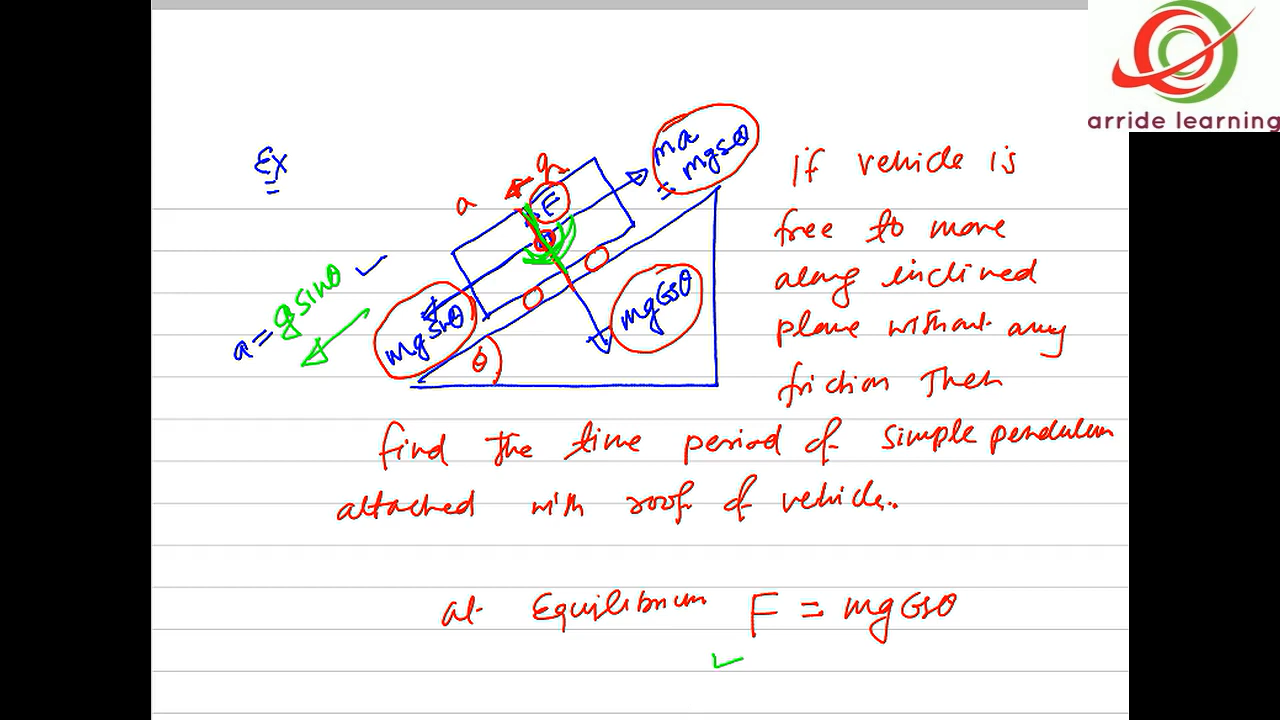 arride learning
Ex
If vehicle is
free to move
along inclined
plane without any
friction then
find the time period of simple pendulum
attached with roof of vehicle..
ma
= mgsinθ
a
F
a = gsinθ
mg sinθ
mg cosθ
θ
at Equilibrium F = mg cosθ